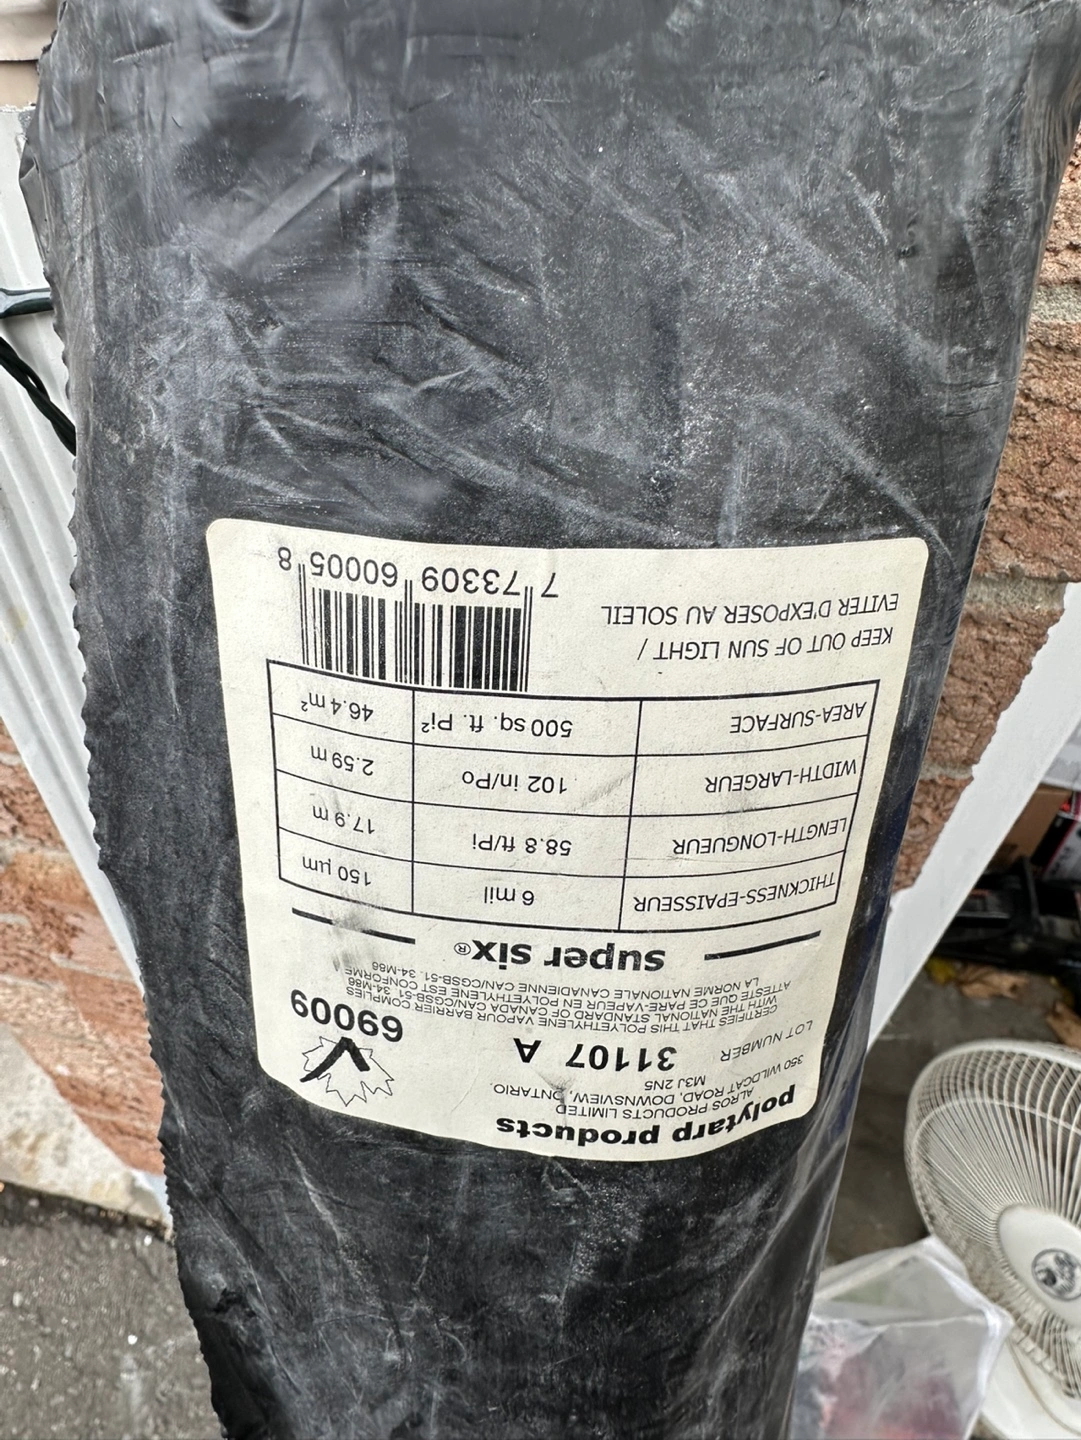 polytarp products
ALROS PRODUCTS LIMITED
350 WILDCAT ROAD, DOWNSVIEW, ONTARIO.
M3J 2N5
LOT NUMBER 31107 A
69009
CERTIFIES THAT THIS POLYETHYLENE VAPOUR BARRIER COMPLIES
WITH THE NATIONAL STANDARD OF CANADA CAN/CGSB-51. 34-M86
ATTESTE QUE CE PARE-VAPEUR EN POLYETHYLENE EST CONFORME
LA NORME NATIONALE CANADIENNE CAN/CGSB-51. 34-M86
super six®
THICKNESS-EPAISSEUR 6 mil 150 µm
LENGTH-LONGUEUR 58.8 ft/Pi 17.9 m
WIDTH-LARGEUR 102 in/Po 2.59 m
AREA-SURFACE 500 sq. ft. Pi² 46.4 m²
KEEP OUT OF SUN LIGHT /
EVITER D'EXPOSER AU SOLEIL
7 73309 60005 8